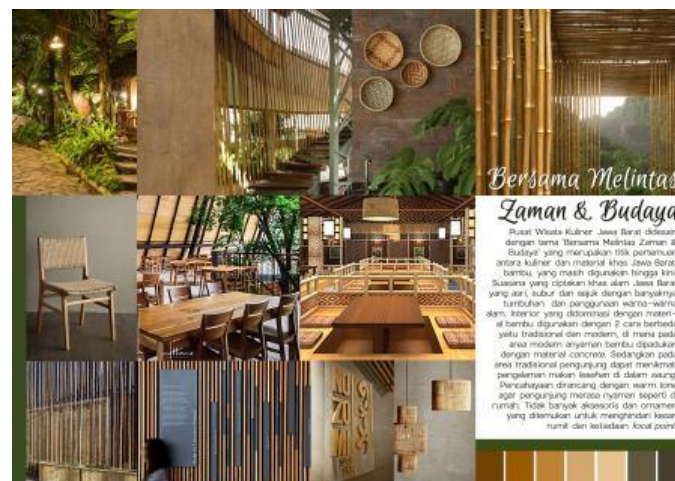 Bersama Melintas
Zaman & Budaya
Pusat Wisata Kuliner Jawa Barat didesain
dengan tema 'Bersama Melintas Zaman &
Budaya' yang merupakan titik pertemuan
antara kuliner dan material khas Jawa Barat
bambu, yang masih digunakan hingga kini
Suasana yang ciptakan khas alam Jawa Barat
yang asri, subur dan sejuk dengan banyaknya
tumbuhan dan penggunaan warna-warna
alam. Interior yang didominasi dengan materi-
al bambu digunakan dengan 2 cara berbeda
yaitu tradisional dan modern, di mana pada
area modern anyaman bambu dipadukan
dengan material concrete. Sedangkan pada
area tradisional pengunjung dapat menikmati
pengalaman makan lesehan di dalam saung
Pencahayaan dirancang dengan warm tone
agar pengunjung merasa nyaman seperti di
rumah. Tidak banyak aksesoris dan ornamen
yang ditemukan untuk menghindari kesan
rumit dan ketiadaan focal point
NO
ZO
MI